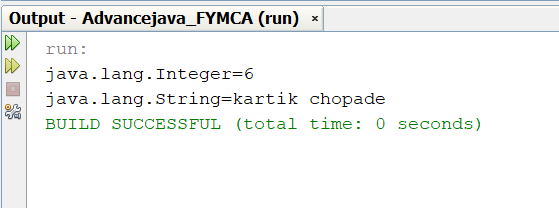 Output - Advancejava_FYMCA (run) ×
run:
java.lang.Integer=6
java.lang.String=kartik chopade
BUILD SUCCESSFUL (total time: 0 seconds)